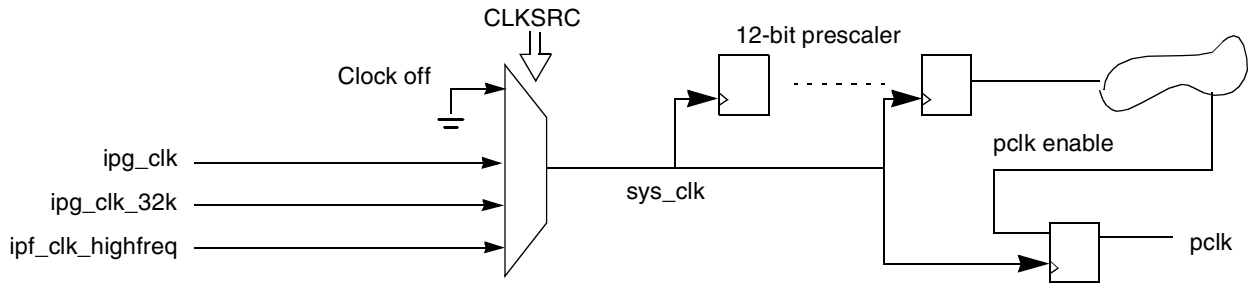 CLKSRC
12-bit prescaler
Clock off
ipg_clk
pclk enable
ipg_clk_32k
sys_clk
ipf_clk_highfreq
pclk